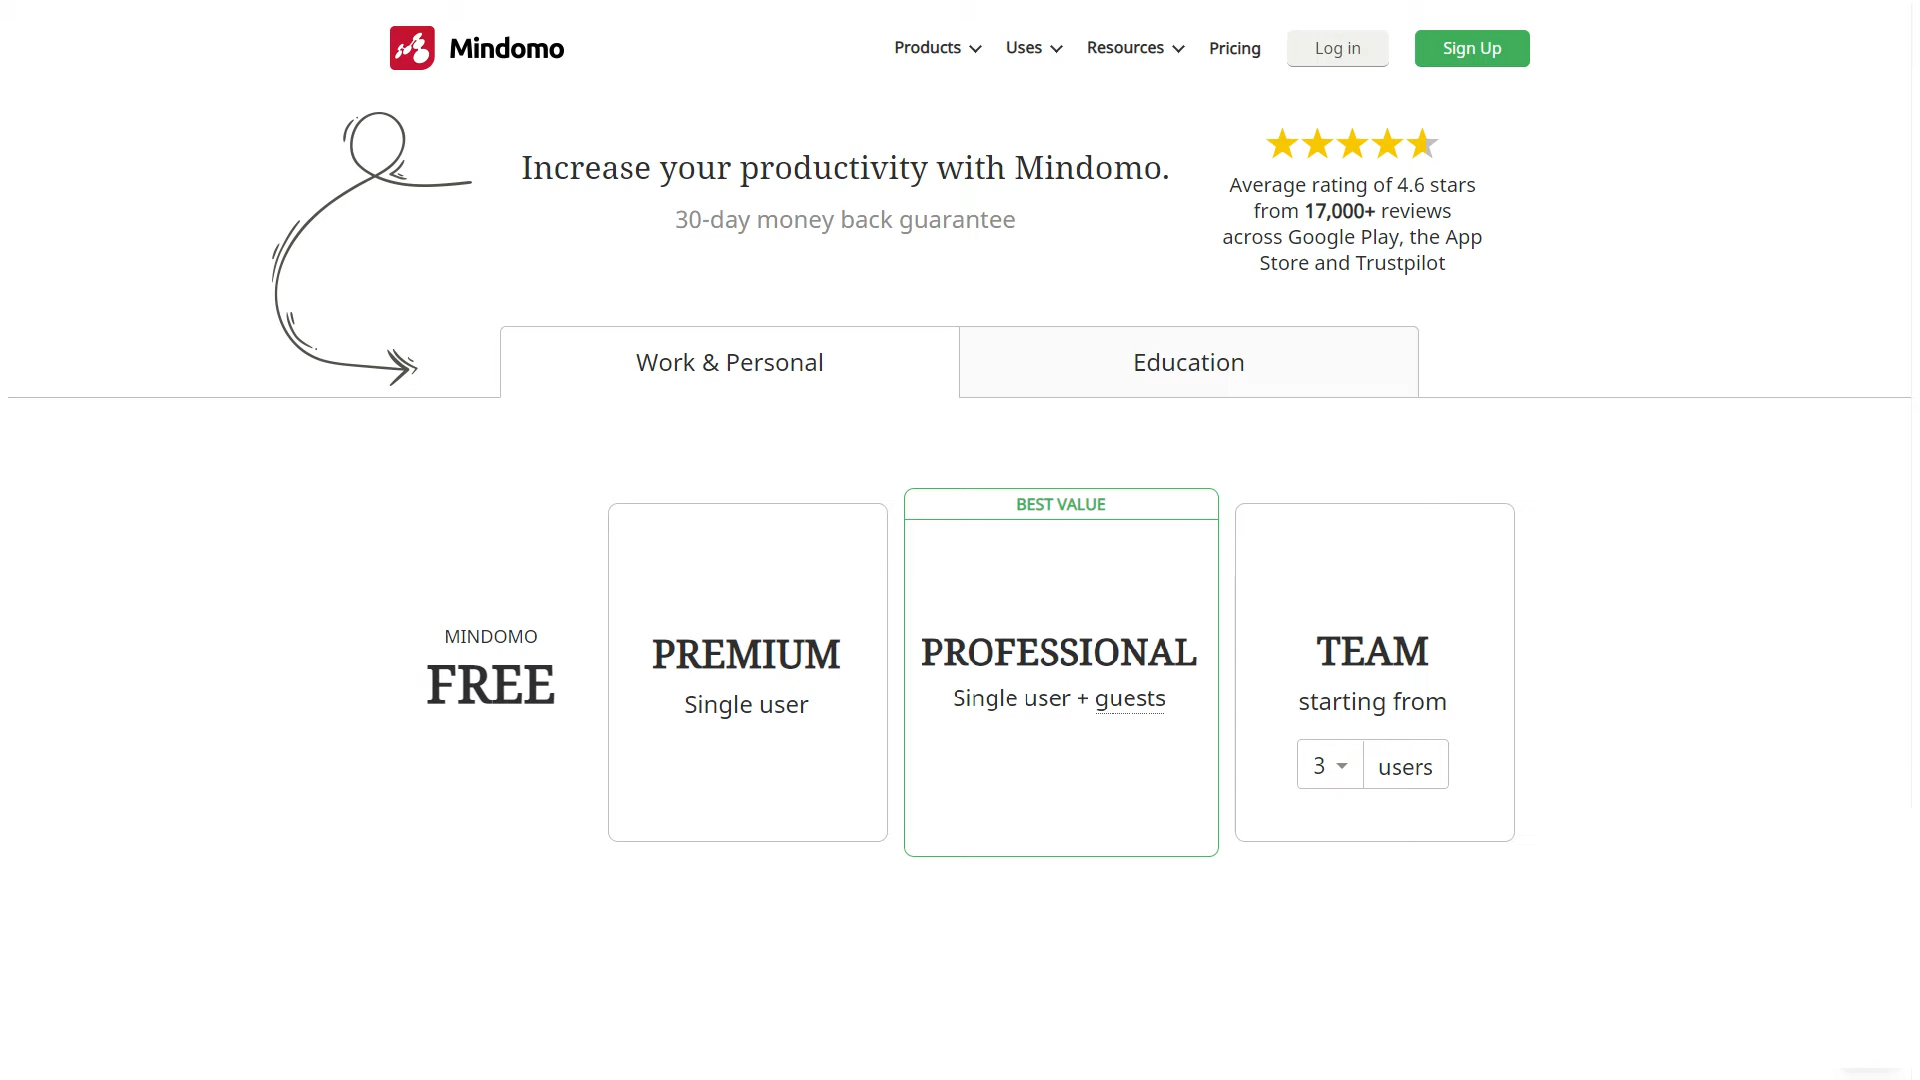 Mindomo
Products
Uses
Resources
Pricing
Log in
Sign Up
Increase your productivity with Mindomo.
30-day money back guarantee
Average rating of 4.6 stars
from 17,000+ reviews
across Google Play, the App
Store and Trustpilot
Work & Personal
Education
MINDOMO
FREE
PREMIUM
Single user
BEST VALUE
PROFESSIONAL
Single user + guests
TEAM
starting from
3 users